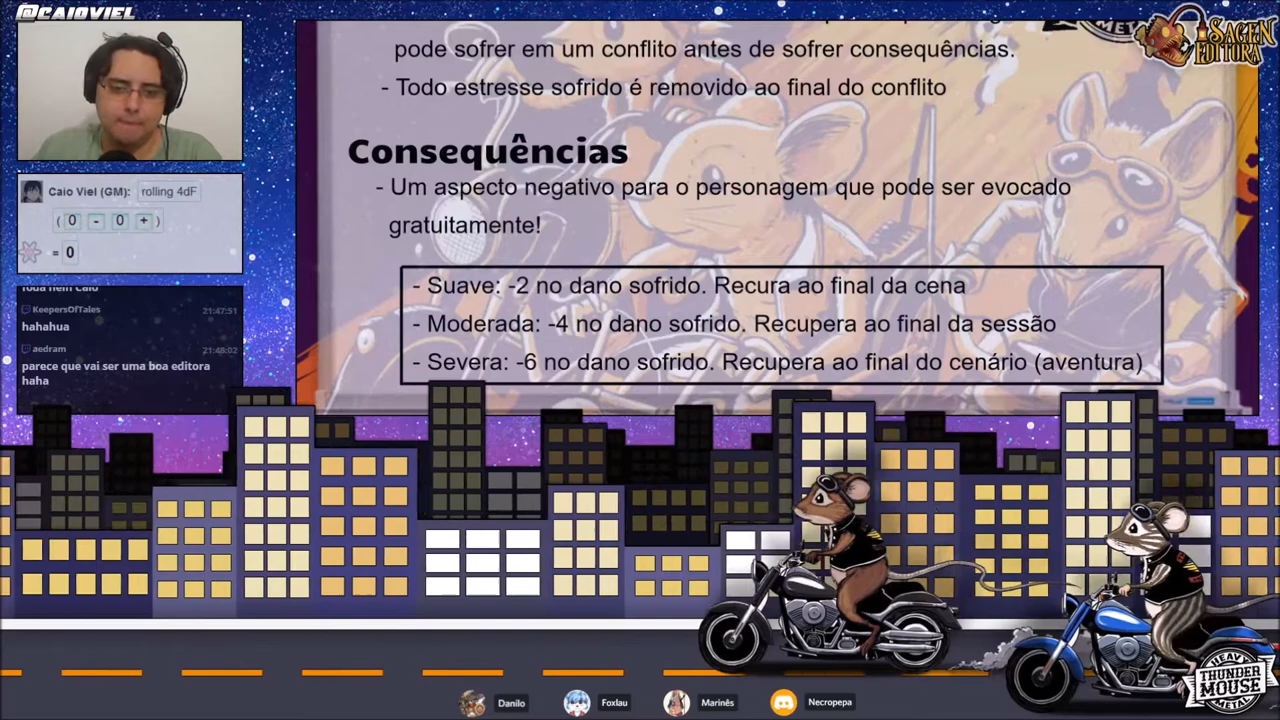 @CAIOVIEL
pode sofrer em um conflito antes de sofrer consequências.
- Todo estresse sofrido é removido ao final do conflito
SAGEN
EDITORA
Consequências
- Um aspecto negativo para o personagem que pode ser evocado
gratuitamente!
- Suave: -2 no dano sofrido. Recura ao final da cena
- Moderada: -4 no dano sofrido. Recupera ao final da sessão
- Severa: -6 no dano sofrido. Recupera ao final do cenário (aventura)
Caio Viel (GM): rolling 4dF
( 0 - 0 + )
= 0
KeepersOfTales 21:47:51
hahahua
aedram 21:48:02
parece que vai ser uma boa editora
haha
Danilo Foxlau Marinês Necropepa
HEAVY
THUNDER
MOUSE
METAL